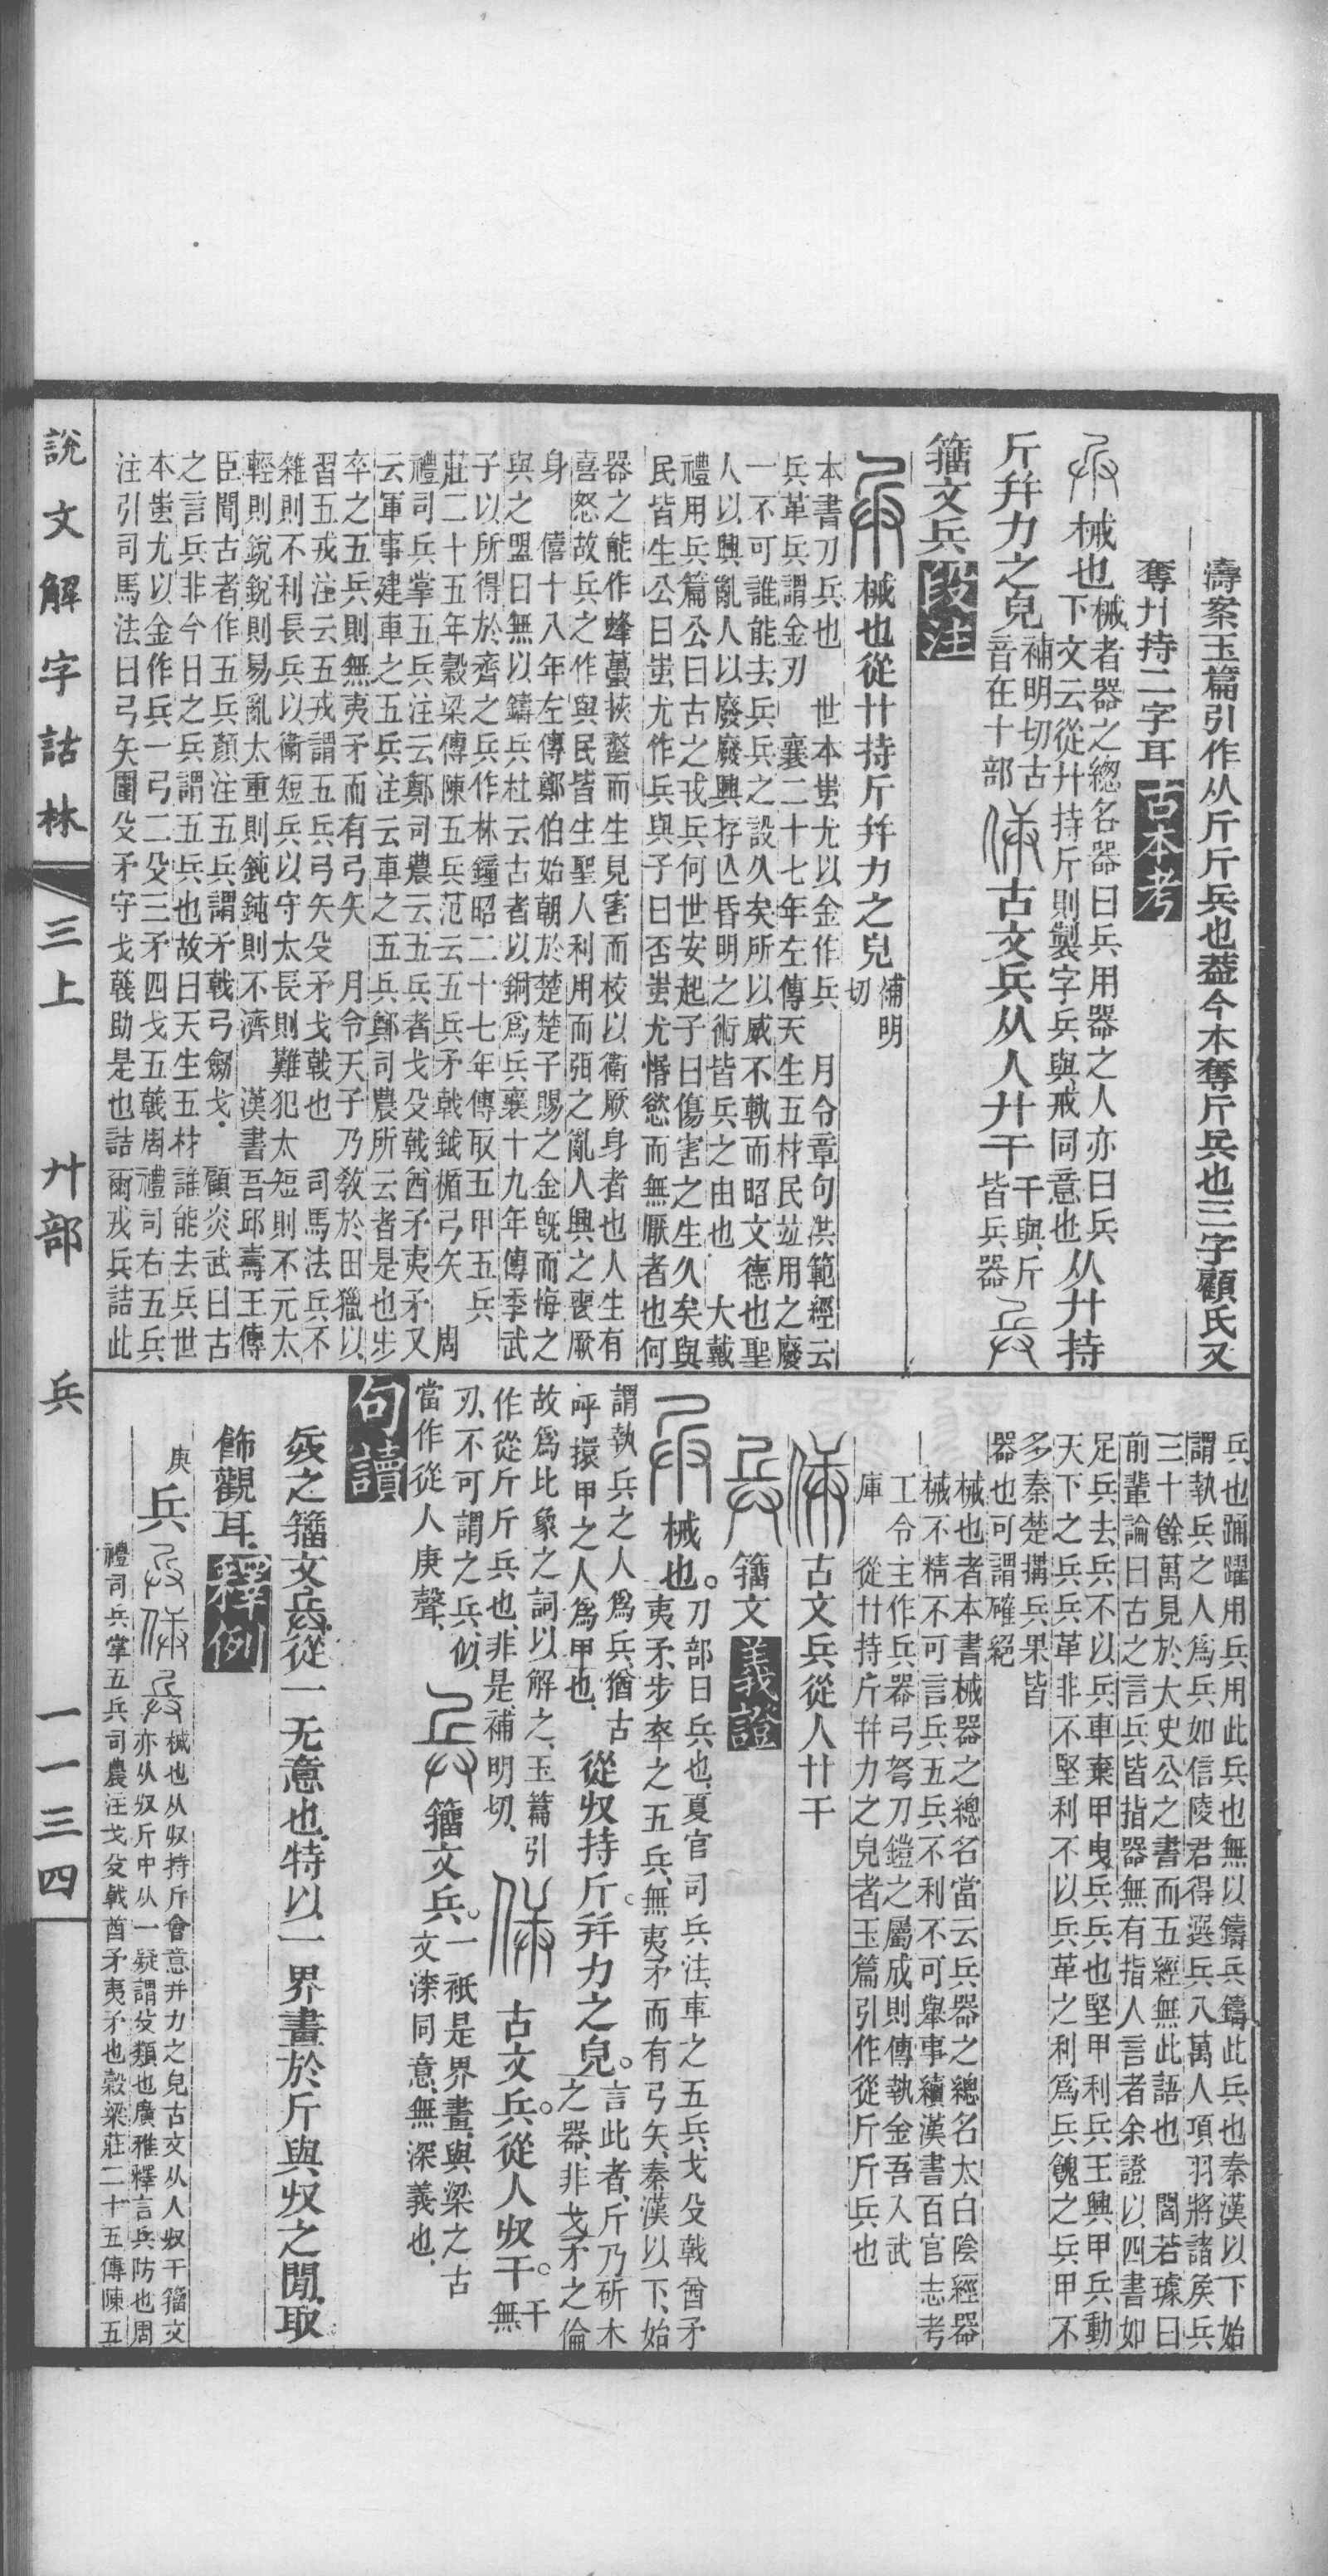 濤案玉篇引作从斤斤兵也葢今本奪斤兵也三字顧氏又
奪廾持二字耳古本考
械也械者器之總名器曰兵用器之人亦曰兵
下文云從廾持斤則製字兵與戒同意也从廾持
斤幷力之皃補明切古
音在十部古文兵从人廾干干與斤
皆兵器
籒文兵段注
械也從廾持斤幷力之皃補明
切
本書刀兵也 世本蚩尤以金作兵 月令章句洪範經云
兵革兵謂金刃 襄二十七年左傳天生五材民竝用之廢
一不可誰能去兵兵之設久矣所以威不軌而昭文德也聖
人以興亂人以廢廢興存亾昏明之術皆兵之由也 大戴
禮用兵篇公曰古之戎兵何世安起子曰傷害之生久矣與
民皆生公曰蚩尤作兵與子曰否蚩尤惛慾而無厭者也何
器之能作蜂蠆挾螫而生見害而校以衛厥身者也人生有
喜怒故兵之作與民皆生聖人利用而弭之亂人興之喪厥
身 僖十八年左傳鄭伯始朝於楚楚子賜之金旣而悔之
與之盟曰無以鑄兵杜云古者以銅爲兵襄十九年傳季武
子以所得於齊之兵作林鐘昭二十七年傳取五甲五兵
莊二十五年穀梁傳陳五兵范云五兵矛戟鉞楯弓矢 周
禮司兵掌五兵注云鄭司農云五兵者戈殳戟酋矛夷矛又
云軍事建車之五兵注云車之五兵鄭司農所云者是也步
卒之五兵則無夷矛而有弓矢 月令天子乃敎於田獵以
習五戎注云五戎謂五兵弓矢殳矛戈戟也 司馬法兵不
雜則不利長兵以衛短兵以守太長則難犯太短則不元太
輕則銳銳則易亂太重則鈍鈍則不濟 漢書吾邱壽王傳
臣聞古者作五兵顏注五兵謂矛戟弓劒戈 顧炎武曰古
之言兵非今日之兵謂五兵也故曰天生五材誰能去兵世
本蚩尤以金作兵一弓二殳三矛四戈五戟周禮司右五兵
注引司馬法曰弓矢圍殳矛守戈戟助是也詰爾戎兵詰此
兵也踊躍用兵用此兵也無以鑄兵鑄此兵也秦漢以下始
謂執兵之人爲兵如信陵君得選兵八萬人項羽將諸矦兵
三十餘萬見於大史公之書而五經無此語也 閻若璩曰
前輩論曰古之言兵皆指器無有指人言者余證以四書如
足兵去兵不以兵車棄甲曳兵兵也堅甲利兵王興甲兵動
天下之兵兵革非不堅利不以兵革之利爲兵餽之兵甲不
多秦楚搆兵果皆
器也可謂確絕
械也者本書械器之總名當云兵器之總名太白陰經器
械不精不可言兵五兵不利不可舉事續漢書百官志考
工令主作兵器弓弩刀鎧之屬成則傳執金吾入武
庫 從廾持斤幷力之皃者玉篇引作從斤斤兵也
古文兵從人廾干
籒文義證
械也。刀部曰兵也夏官司兵注車之五兵戈殳戟酋矛
夷矛步卒之五兵無夷矛而有弓矢秦漢以下始
謂執兵之人爲兵猶古
呼擐甲之人爲甲也從収持斤。幷力之皃。言此者斤乃斫木
之器非戈矛之倫
故爲比象之詞以解之玉篇引
作從斤斤兵也非是補明切古文兵。從人収干。干無
刃不可謂之兵似
當作從人庚聲籒文兵。一祇是界畫與梁之古
文漆同意無深義也
句讀
兵之籒文兵從一无意也特以一界畫於斤與収之閒取
飾觀耳釋例
庚兵械也从収持斤會意幷力之皃古文从人収干籒文
亦从収斤中从一疑謂殳類也廣雅釋言兵防也周
禮司兵掌五兵司農注戈殳戟酋矛夷矛也穀梁莊二十五傳陳五
說文解字詁林 三上 廾部 兵 一一三四